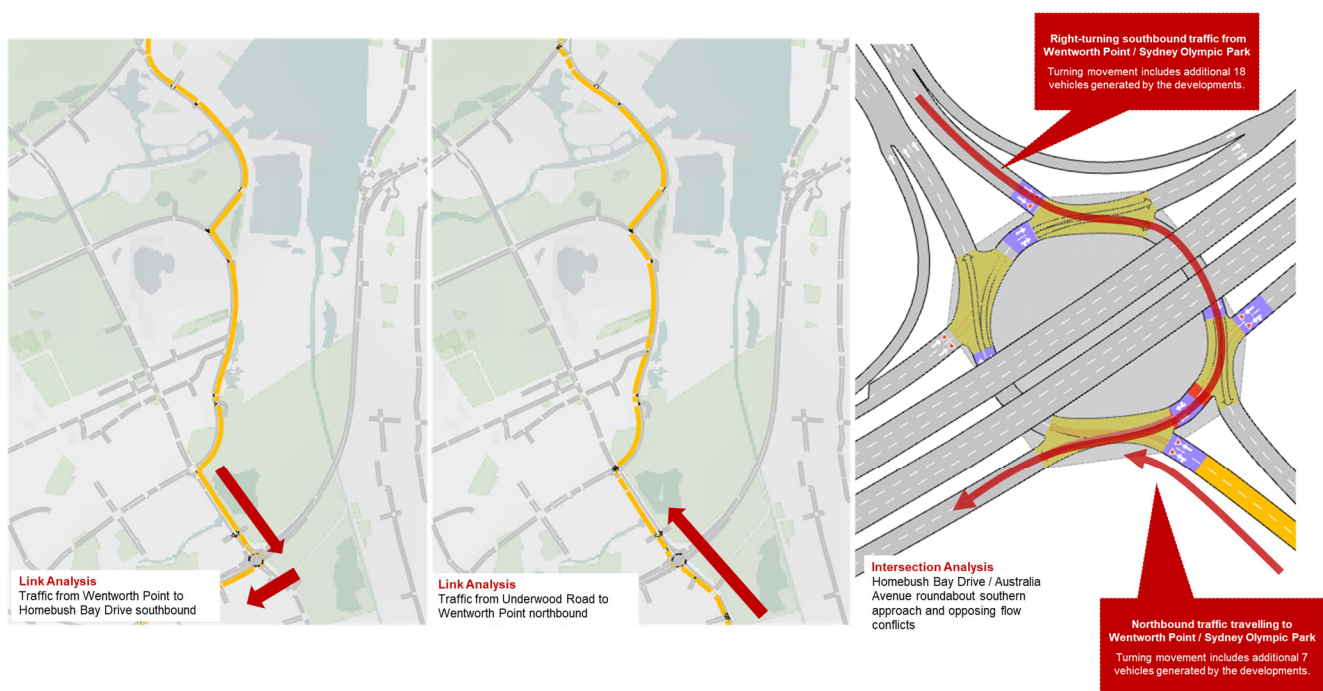 Link Analysis
Traffic from Wentworth Point to
Homebush Bay Drive southbound
Link Analysis
Traffic from Underwood Road to
Wentworth Point northbound
Right-turning southbound traffic from
Wentworth Point / Sydney Olympic Park
Turning movement includes additional 18
vehicles generated by the developments.
Intersection Analysis
Homebush Bay Drive / Australia
Avenue roundabout southern
approach and opposing flow
conflicts
Northbound traffic travelling to
Wentworth Point / Sydney Olympic Park
Turning movement includes additional 7
vehicles generated by the developments.